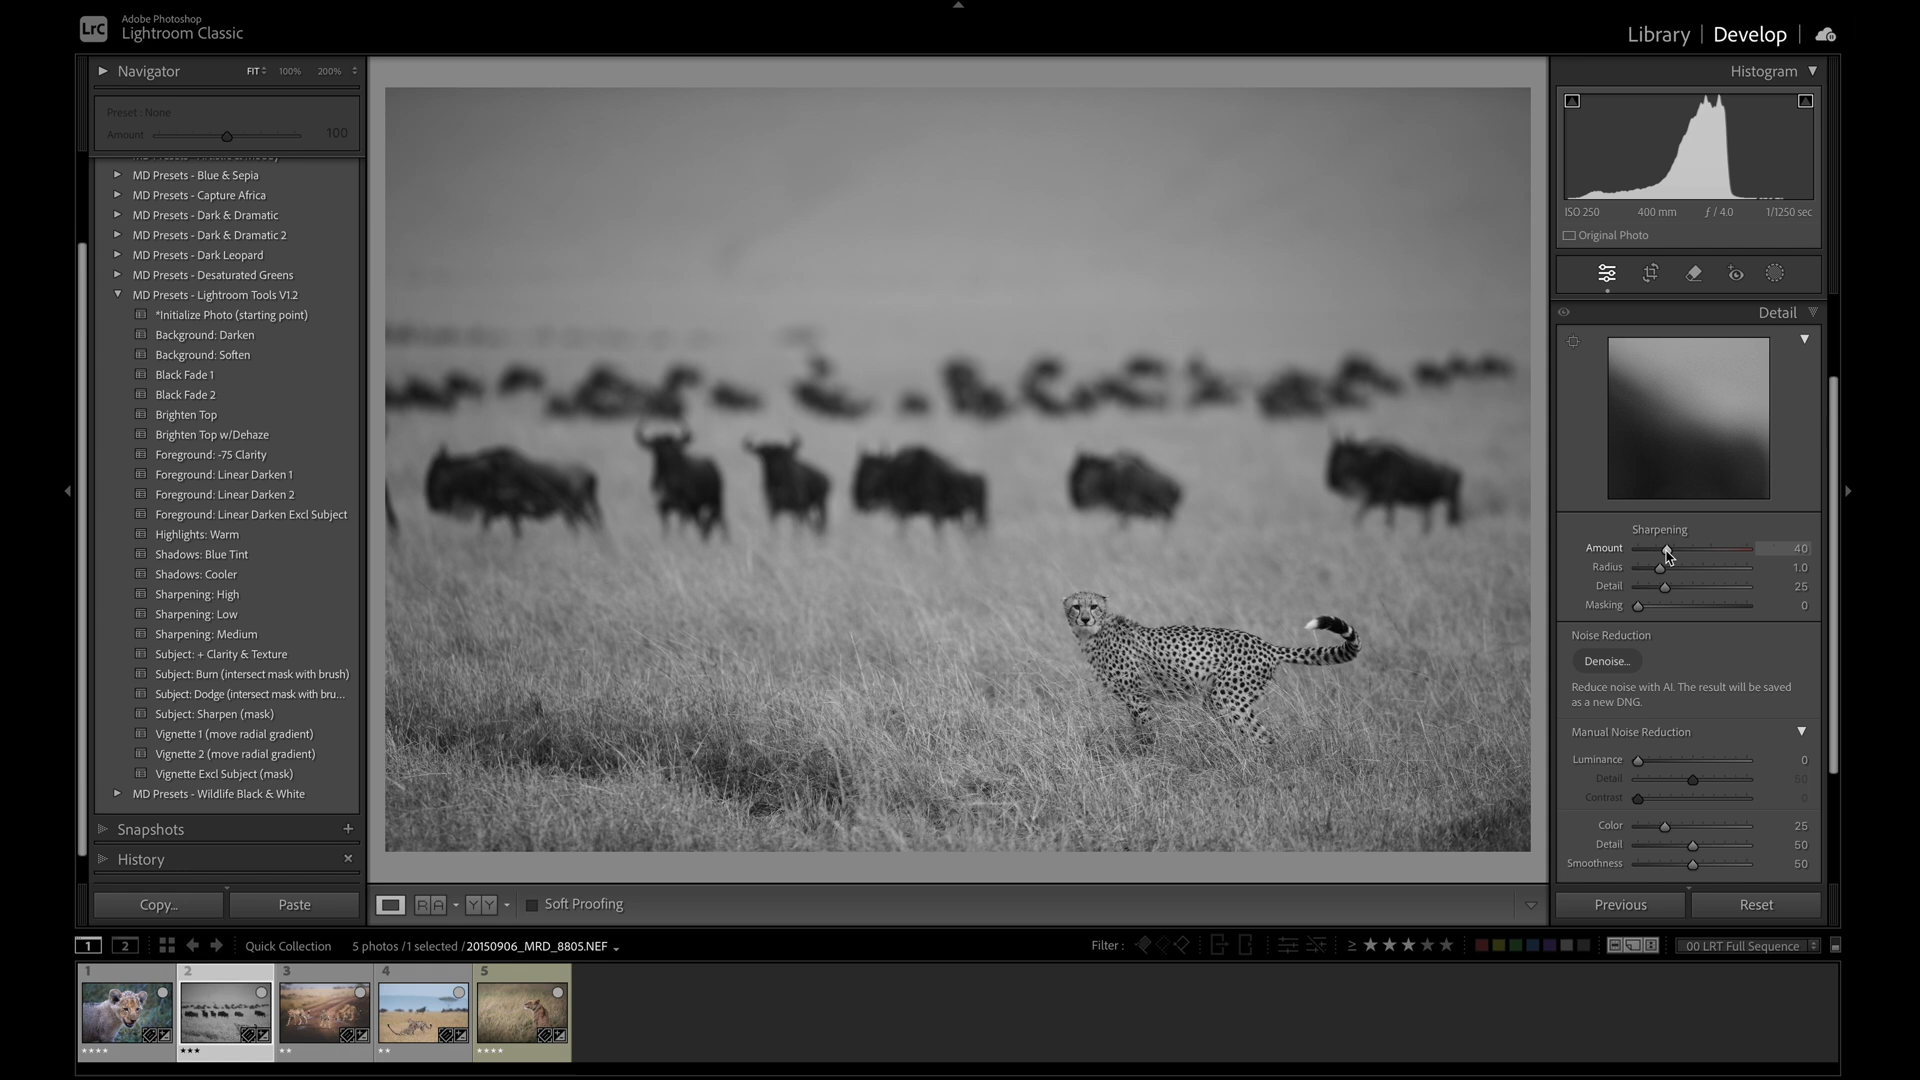 Adobe Photoshop
LrC Lightroom Classic
Library | Develop |
Navigator FIT 100% 200%
Preset : None
Amount 100
MD Presets - Blue & Sepia
MD Presets - Capture Africa
MD Presets - Dark & Dramatic
MD Presets - Dark & Dramatic 2
MD Presets - Dark Leopard
MD Presets - Desaturated Greens
MD Presets - Lightroom Tools V1.2
*Initialize Photo (starting point)
Background: Darken
Background: Soften
Black Fade 1
Black Fade 2
Brighten Top
Brighten Top w/Dehaze
Foreground: -75 Clarity
Foreground: Linear Darken 1
Foreground: Linear Darken 2
Foreground: Linear Darken Excl Subject
Highlights: Warm
Shadows: Blue Tint
Shadows: Cooler
Sharpening: High
Sharpening: Low
Sharpening: Medium
Subject: + Clarity & Texture
Subject: Burn (intersect mask with brush)
Subject: Dodge (intersect mask with bru...
Subject: Sharpen (mask)
Vignette 1 (move radial gradient)
Vignette 2 (move radial gradient)
Vignette Excl Subject (mask)
MD Presets - Wildlife Black & White
Snapshots +
History ×
Copy... Paste
Histogram
ISO 250 400 mm ƒ / 4.0 1/1250 sec
Original Photo
Detail
Sharpening
Amount 40
Radius 1.0
Detail 25
Masking 0
Noise Reduction
Denoise...
Reduce noise with AI. The result will be saved
as a new DNG.
Manual Noise Reduction
Luminance 0
Detail 50
Contrast 0
Color 25
Detail 50
Smoothness 50
Previous Reset
R A Y Y Soft Proofing
1 2 Quick Collection 5 photos /1 selected /20150906_MRD_8805.NEF Filter : ≥ ★★★★★ 00 LRT Full Sequence
1 2 3 4 5